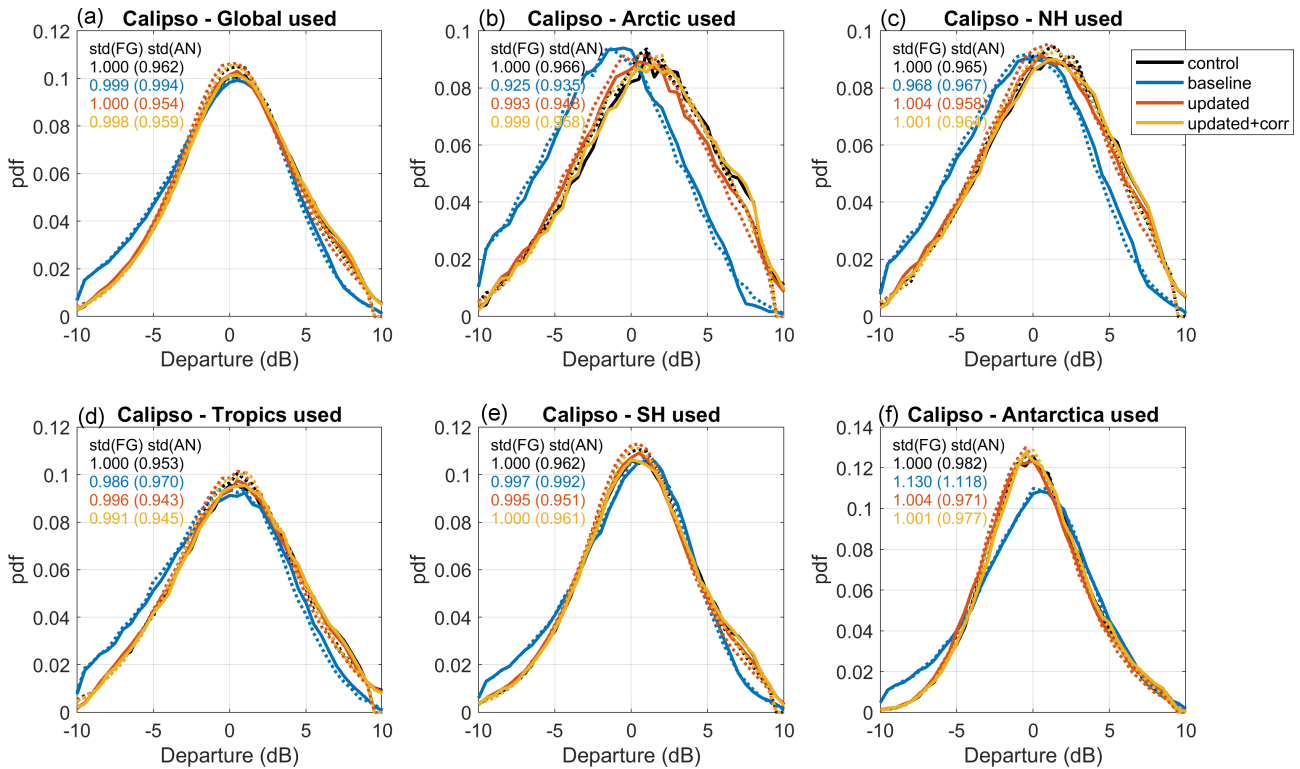 (a) Calipso - Global used
std(FG) std(AN)
1.000 (0.962)
0.999 (0.994)
1.000 (0.954)
0.998 (0.959)
0.12
0.1
0.08
0.06
0.04
0.02
0
pdf
-10 -5 0 5 10
Departure (dB)
(b) Calipso - Arctic used
std(FG) std(AN)
1.000 (0.966)
0.925 (0.935)
0.993 (0.948)
0.999 (0.958)
0.1
0.08
0.06
0.04
0.02
0
pdf
-10 -5 0 5 10
Departure (dB)
(c) Calipso - NH used
std(FG) std(AN)
1.000 (0.965)
0.968 (0.967)
1.004 (0.958)
1.001 (0.964)
0.1
0.08
0.06
0.04
0.02
0
pdf
-10 -5 0 5 10
Departure (dB)
control
baseline
updated
updated+corr
(d) Calipso - Tropics used
std(FG) std(AN)
1.000 (0.953)
0.986 (0.970)
0.996 (0.943)
0.991 (0.945)
0.12
0.1
0.08
0.06
0.04
0.02
0
pdf
-10 -5 0 5 10
Departure (dB)
(e) Calipso - SH used
std(FG) std(AN)
1.000 (0.962)
0.997 (0.992)
0.995 (0.951)
1.000 (0.961)
0.12
0.1
0.08
0.06
0.04
0.02
0
pdf
-10 -5 0 5 10
Departure (dB)
(f) Calipso - Antarctica used
std(FG) std(AN)
1.000 (0.982)
1.130 (1.118)
1.004 (0.971)
1.001 (0.977)
0.14
0.12
0.1
0.08
0.06
0.04
0.02
0
pdf
-10 -5 0 5 10
Departure (dB)